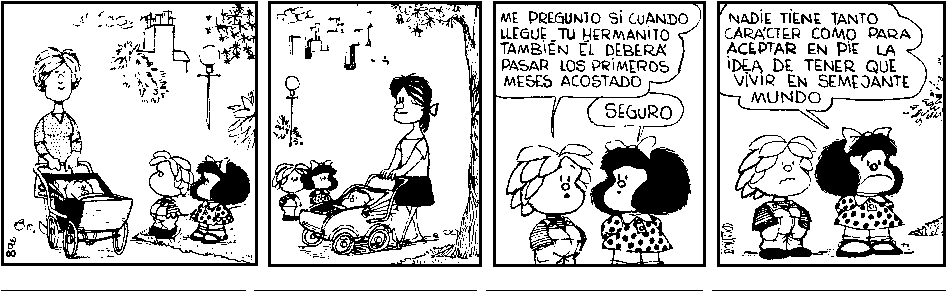 ME PREGUNTO SI CUANDO
LLEGUE TU HERMANITO
TAMBIÉN ÉL DEBERÁ
PASAR LOS PRIMEROS
MESES ACOSTADO
SEGURO
NADIE TIENE TANTO
CARÁCTER COMO PARA
ACEPTAR EN PIE LA
IDEA DE TENER QUE
VIVIR EN SEMEJANTE
MUNDO